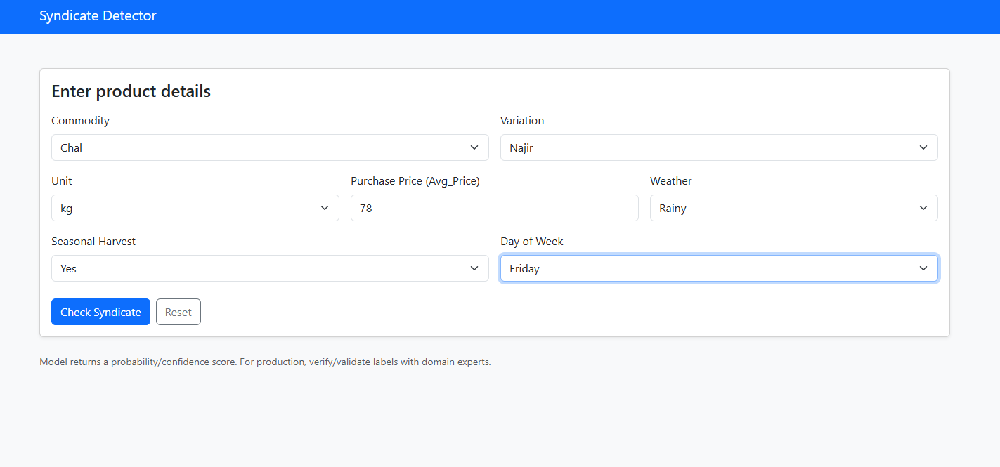 Syndicate Detector
Enter product details
Commodity
Variation
Chal
Najir
Unit
Purchase Price (Avg_Price)
Weather
kg
78
Rainy
Seasonal Harvest
Day of Week
Yes
Friday
Check Syndicate
Reset
Model returns a probability/confidence score. For production, verify/validate labels with domain experts.